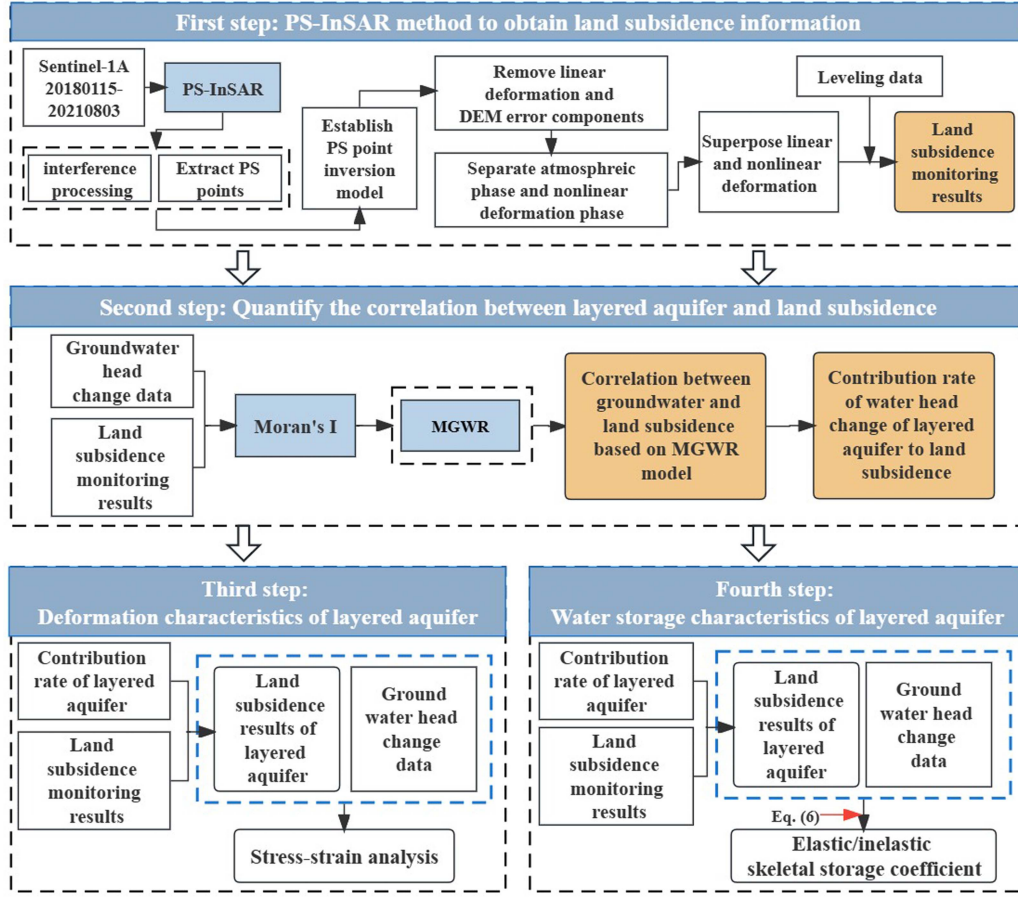 First step: PS-InSAR method to obtain land subsidence information
Sentinel-1A
20180115-
20210803
PS-InSAR
interference
processing
Extract PS
points
Establish
PS point
inversion
model
Remove linear
deformation and
DEM error components
Separate atmosphreic
phase and nonlinear
deformation phase
Superpose linear
and nonlinear
deformation
Leveling data
Land
subsidence
monitoring
results
Second step: Quantify the correlation between layered aquifer and land subsidence
Groundwater
head
change data
Land
subsidence
monitoring
results
Moran's I
MGWR
Correlation between
groundwater and
land subsidence
based on MGWR
model
Contribution rate
of water head
change of layered
aquifer to land
subsidence
Third step:
Deformation characteristics of layered aquifer
Contribution
rate of layered
aquifer
Land
subsidence
monitoring
results
Land
subsidence
results of
layered
aquifer
Ground
water head
change
data
Stress-strain analysis
Fourth step:
Water storage characteristics of layered aquifer
Contribution
rate of layered
aquifer
Land
subsidence
monitoring results
Land
subsidence
results of
layered
aquifer
Ground
water head
change
data
Eq. (6)
Elastic/inelastic
skeletal storage coefficient